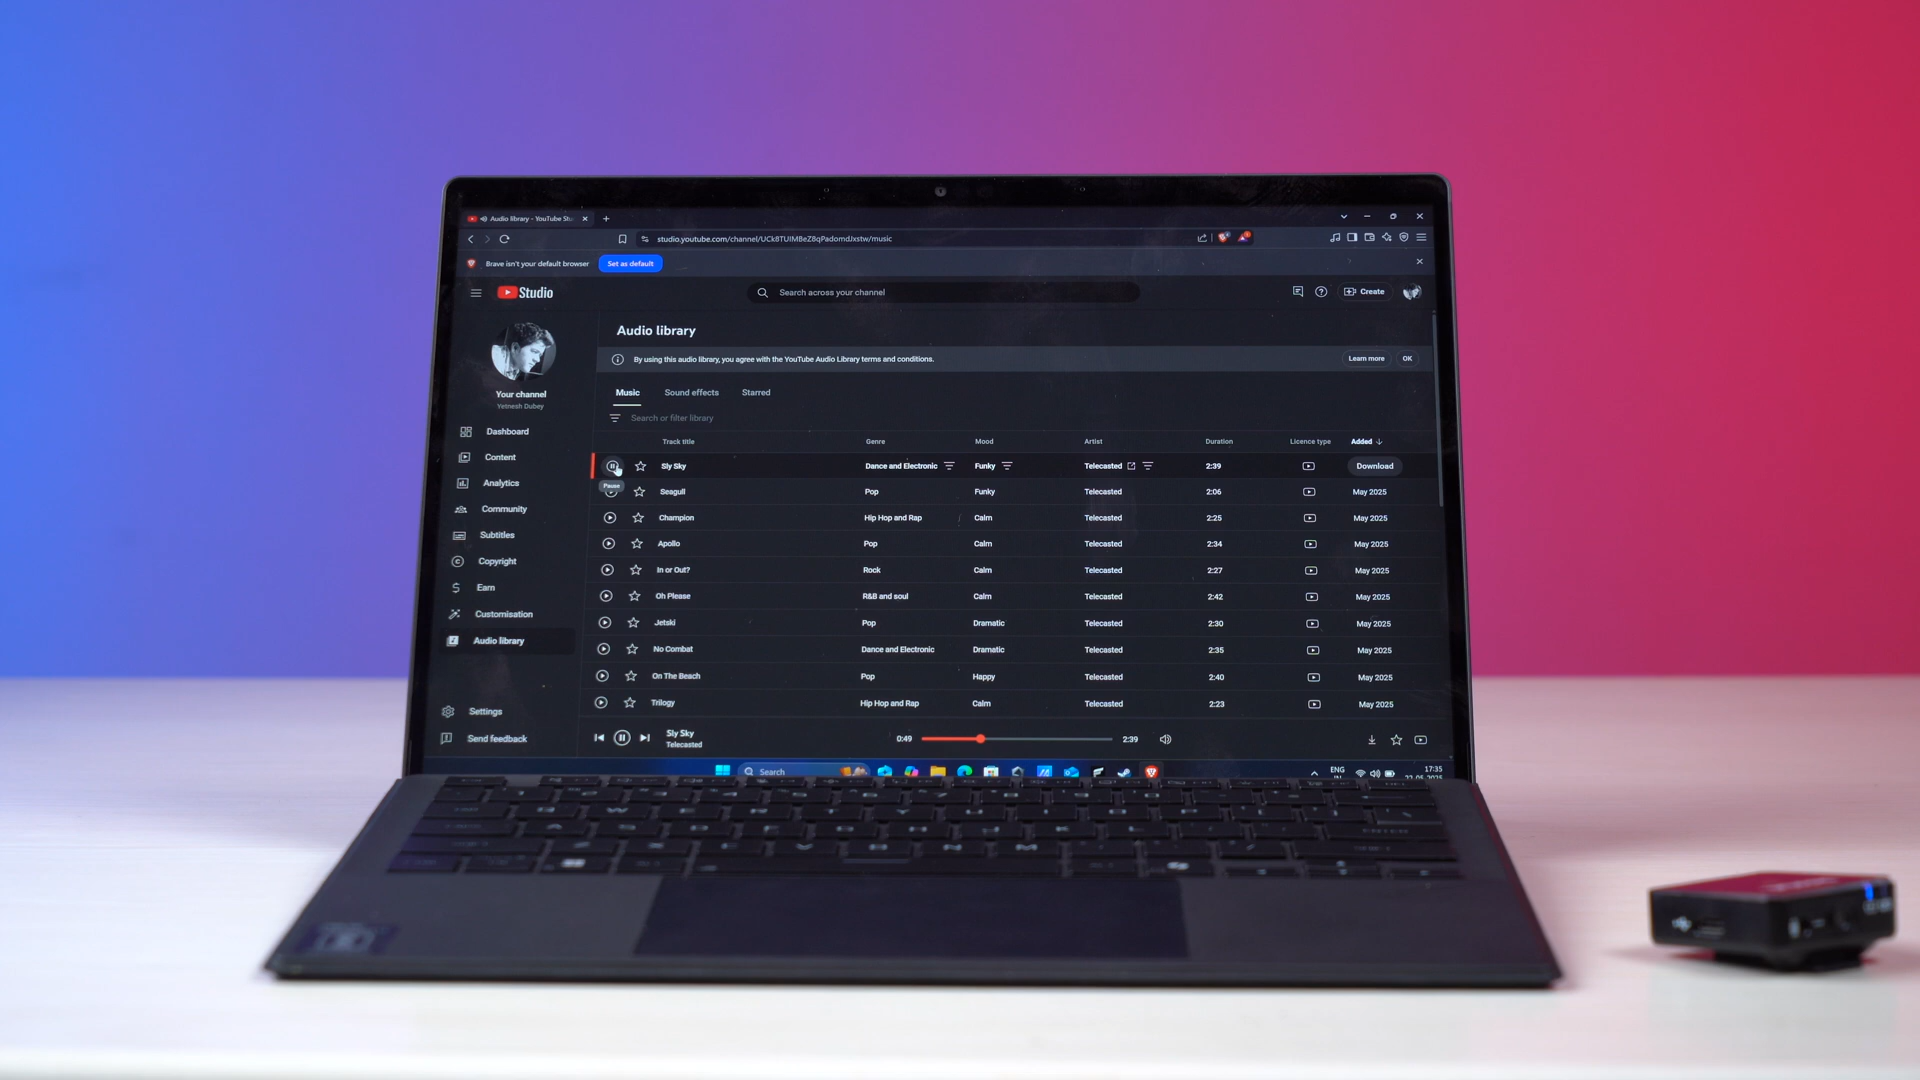 Audio library - YouTube Stu
studio.youtube.com/channel/UCk8TUIMBeZ8qPadomdJxstw/music
Brave isn't your default browser Set as default
Studio
Search across your channel
Create
Your channel
Yetnesh Dubey
Dashboard
Content
Analytics
Community
Subtitles
Copyright
Earn
Customisation
Audio library
Settings
Send feedback
Audio library
By using this audio library, you agree with the YouTube Audio Library terms and conditions. Learn more OK
Music Sound effects Starred
Search or filter library
Track title Genre Mood Artist Duration Licence type Added
Sly Sky Dance and Electronic Funky Telecasted 2:39 Download
Pause
Seagull Pop Funky Telecasted 2:06 May 2025
Champion Hip Hop and Rap Calm Telecasted 2:25 May 2025
Apollo Pop Calm Telecasted 2:34 May 2025
In or Out? Rock Calm Telecasted 2:27 May 2025
Oh Please R&B and soul Calm Telecasted 2:42 May 2025
Jetski Pop Dramatic Telecasted 2:30 May 2025
No Combat Dance and Electronic Dramatic Telecasted 2:35 May 2025
On The Beach Pop Happy Telecasted 2:40 May 2025
Trilogy Hip Hop and Rap Calm Telecasted 2:23 May 2025
Sly Sky
Telecasted
0:49 2:39
Search
ENG
IN
17:35
22-05-2025